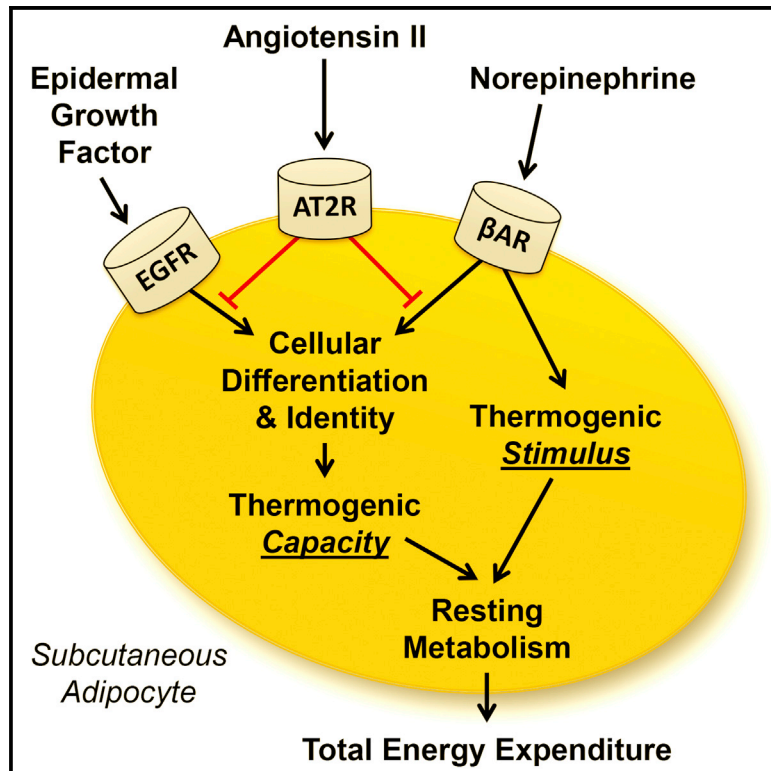 Angiotensin II
Epidermal
Growth
Factor
Norepinephrine
EGFR
AT2R
βAR
Cellular
Differentiation
& Identity
Thermogenic
Capacity
Thermogenic
Stimulus
Resting
Metabolism
Subcutaneous
Adipocyte
Total Energy Expenditure